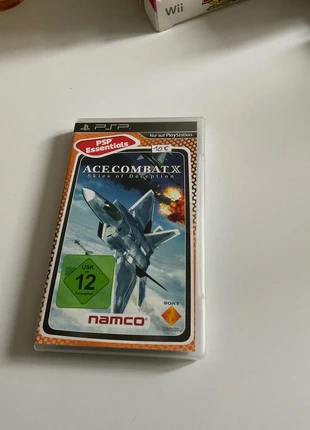 Wii
PSP
Nur auf PlayStation.
PSP
Essentials
10€
ACE COMBAT X
Skies of Deception
USK
12
SONY
namco